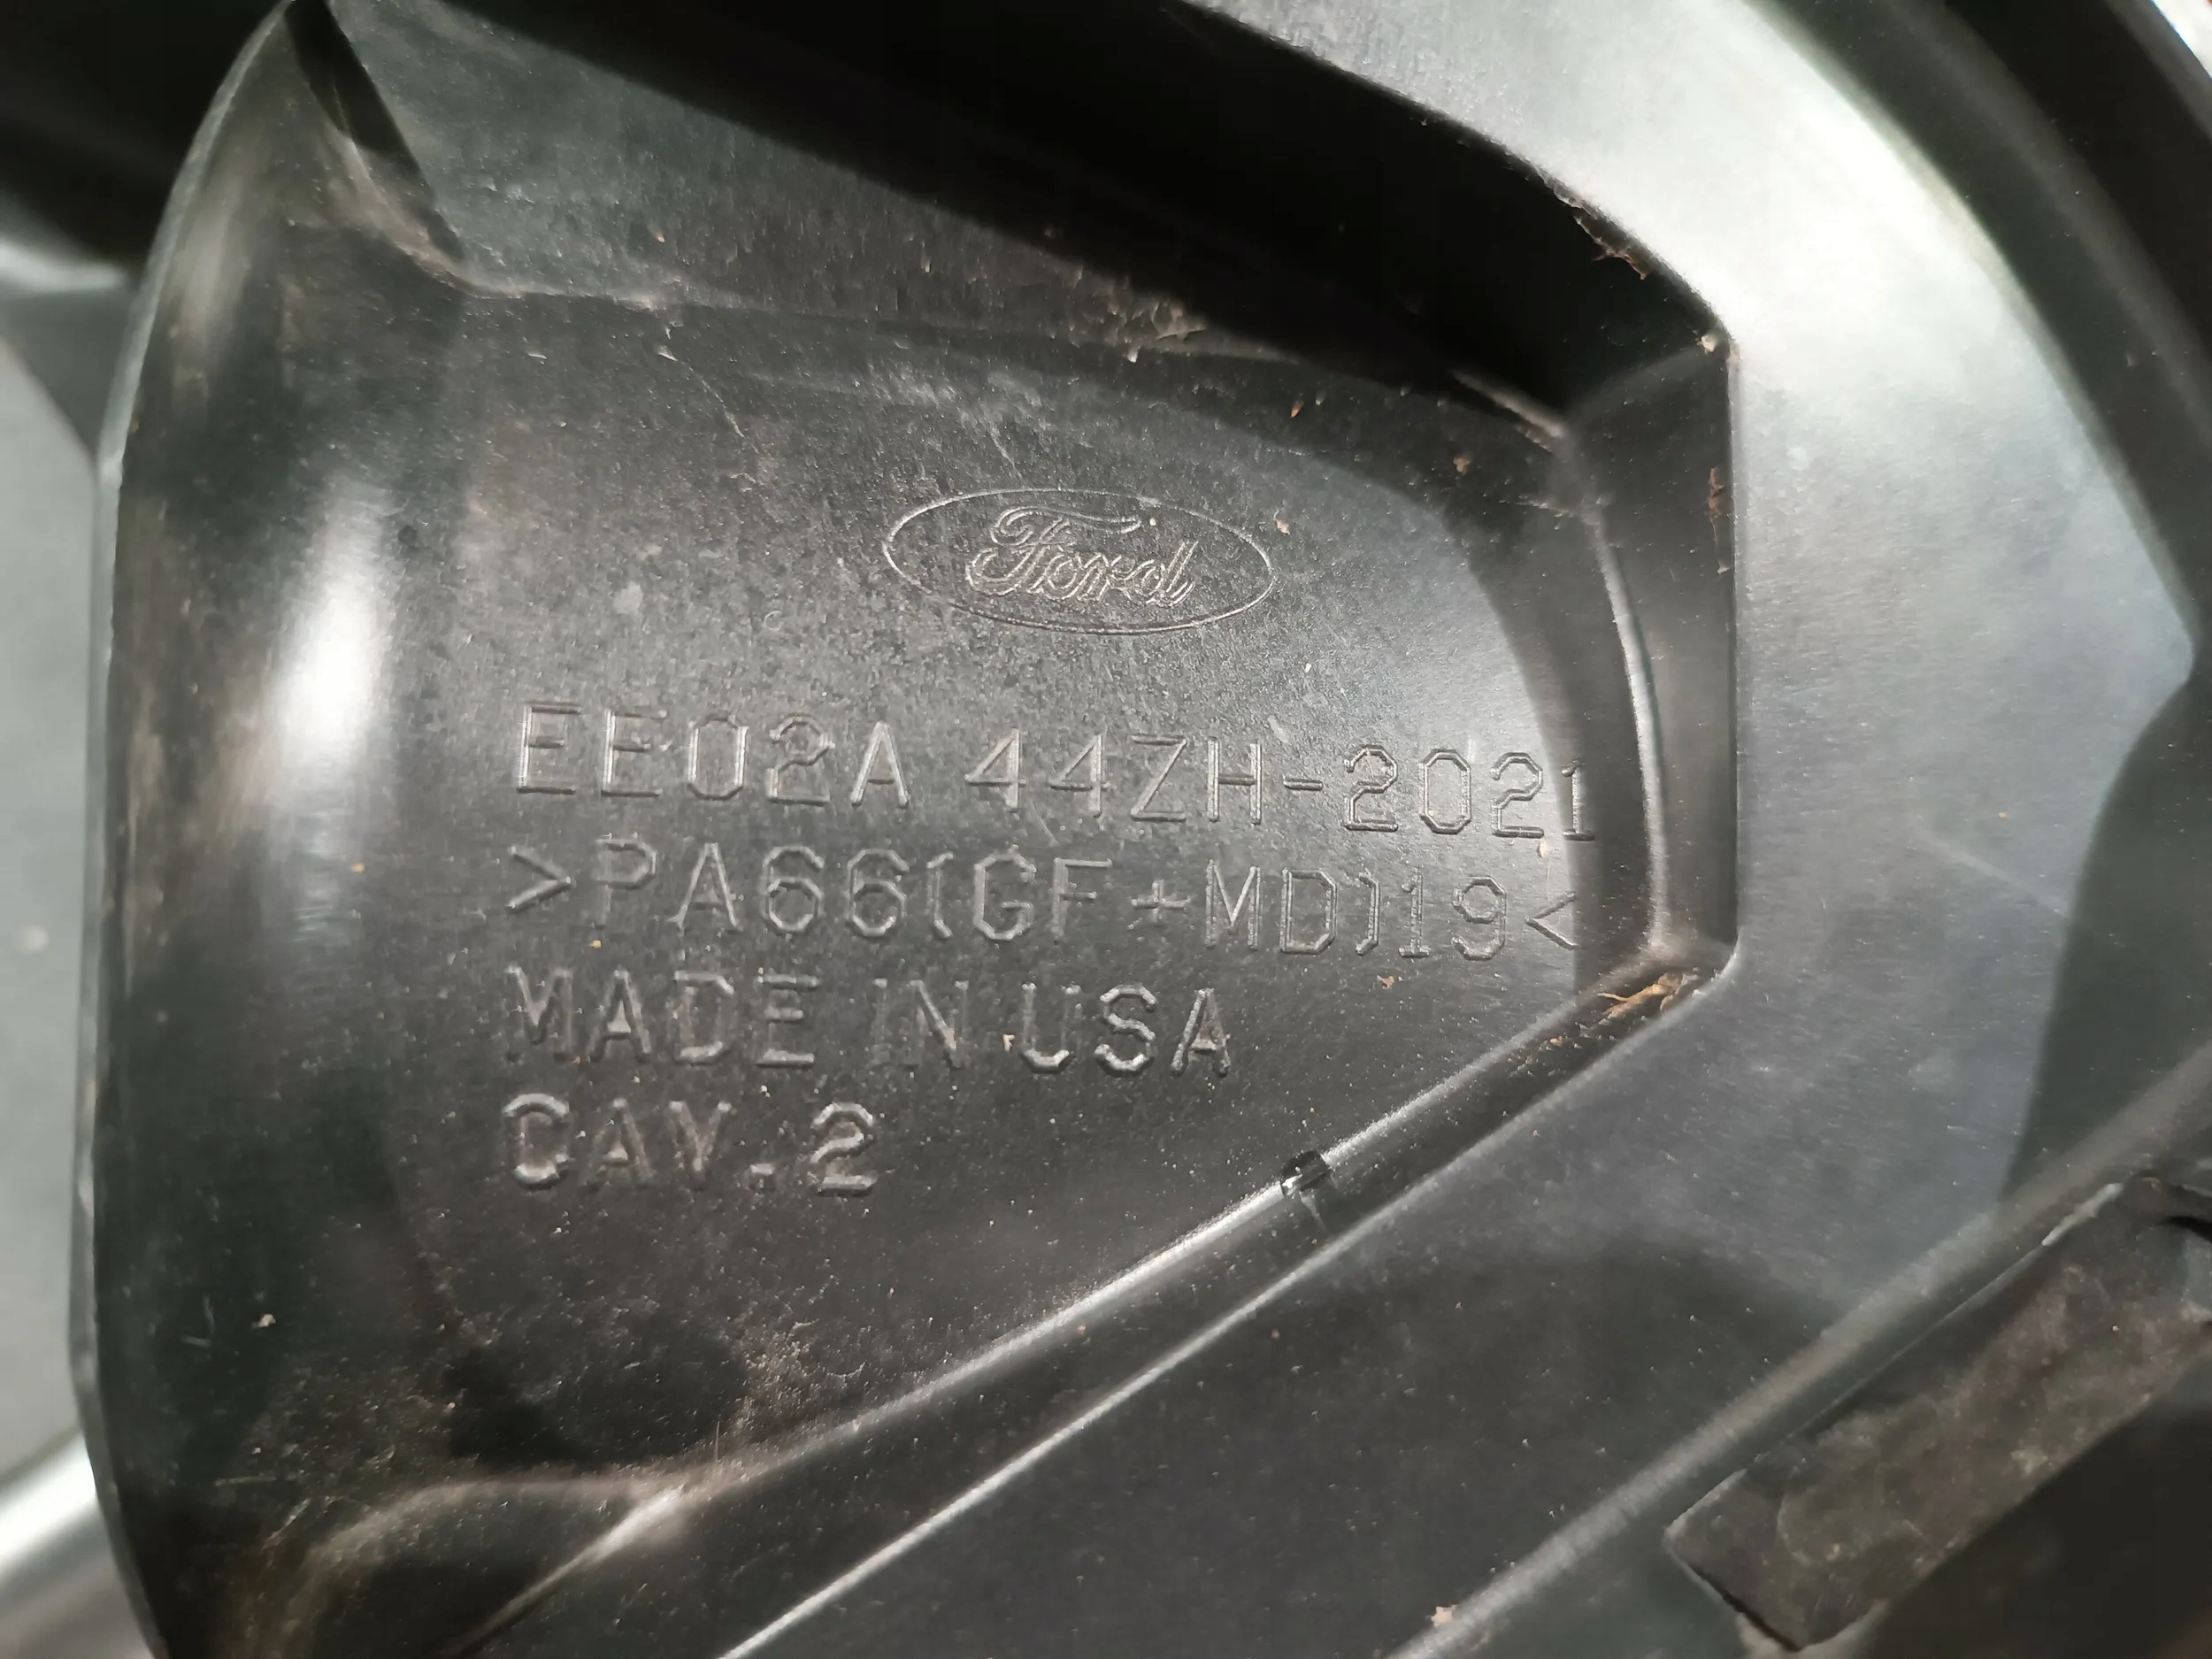 Ford
EE02A 44ZH-2021
>PA66(GF+MD)19<
MADE IN USA
CAV.2